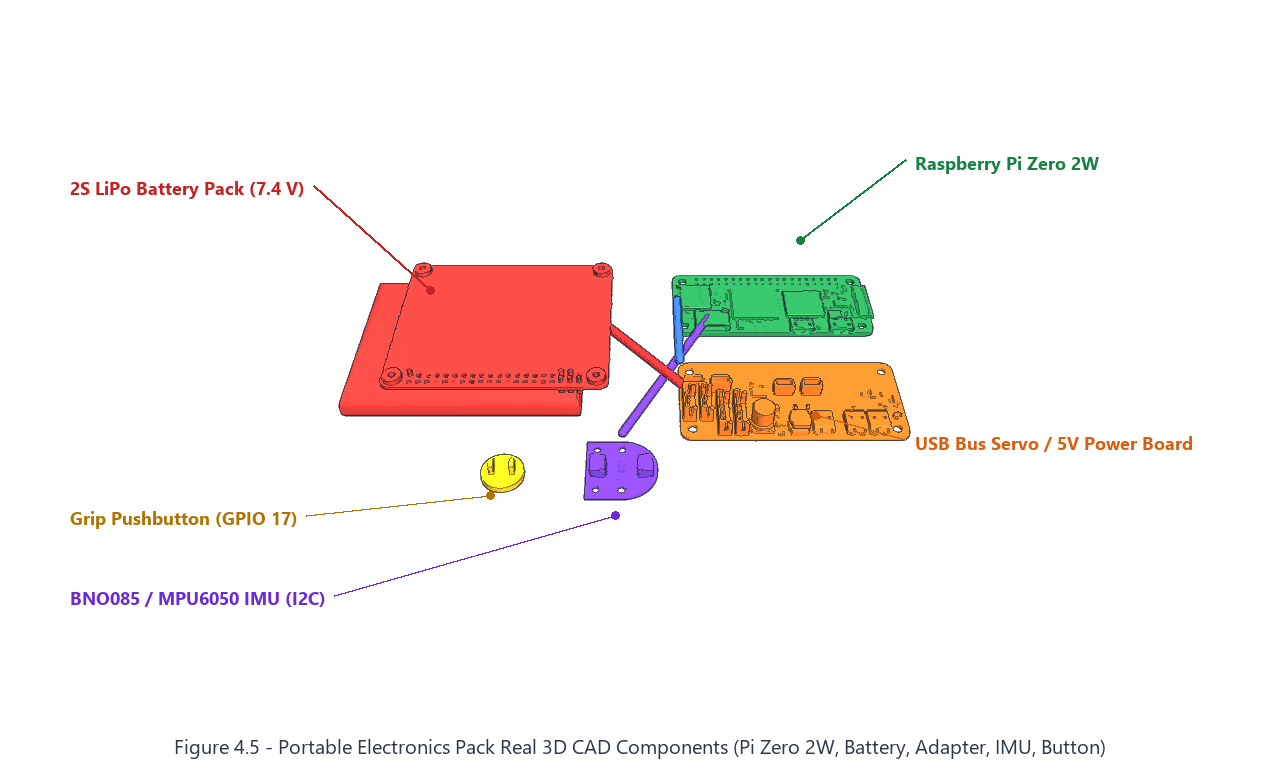 Raspberry Pi Zero 2W
2S LiPo Battery Pack (7.4 V)
USB Bus Servo / 5V Power Board
Grip Pushbutton (GPIO 17)
BNO085 / MPU6050 IMU (I2C)
Figure 4.5 - Portable Electronics Pack Real 3D CAD Components (Pi Zero 2W, Battery, Adapter, IMU, Button)